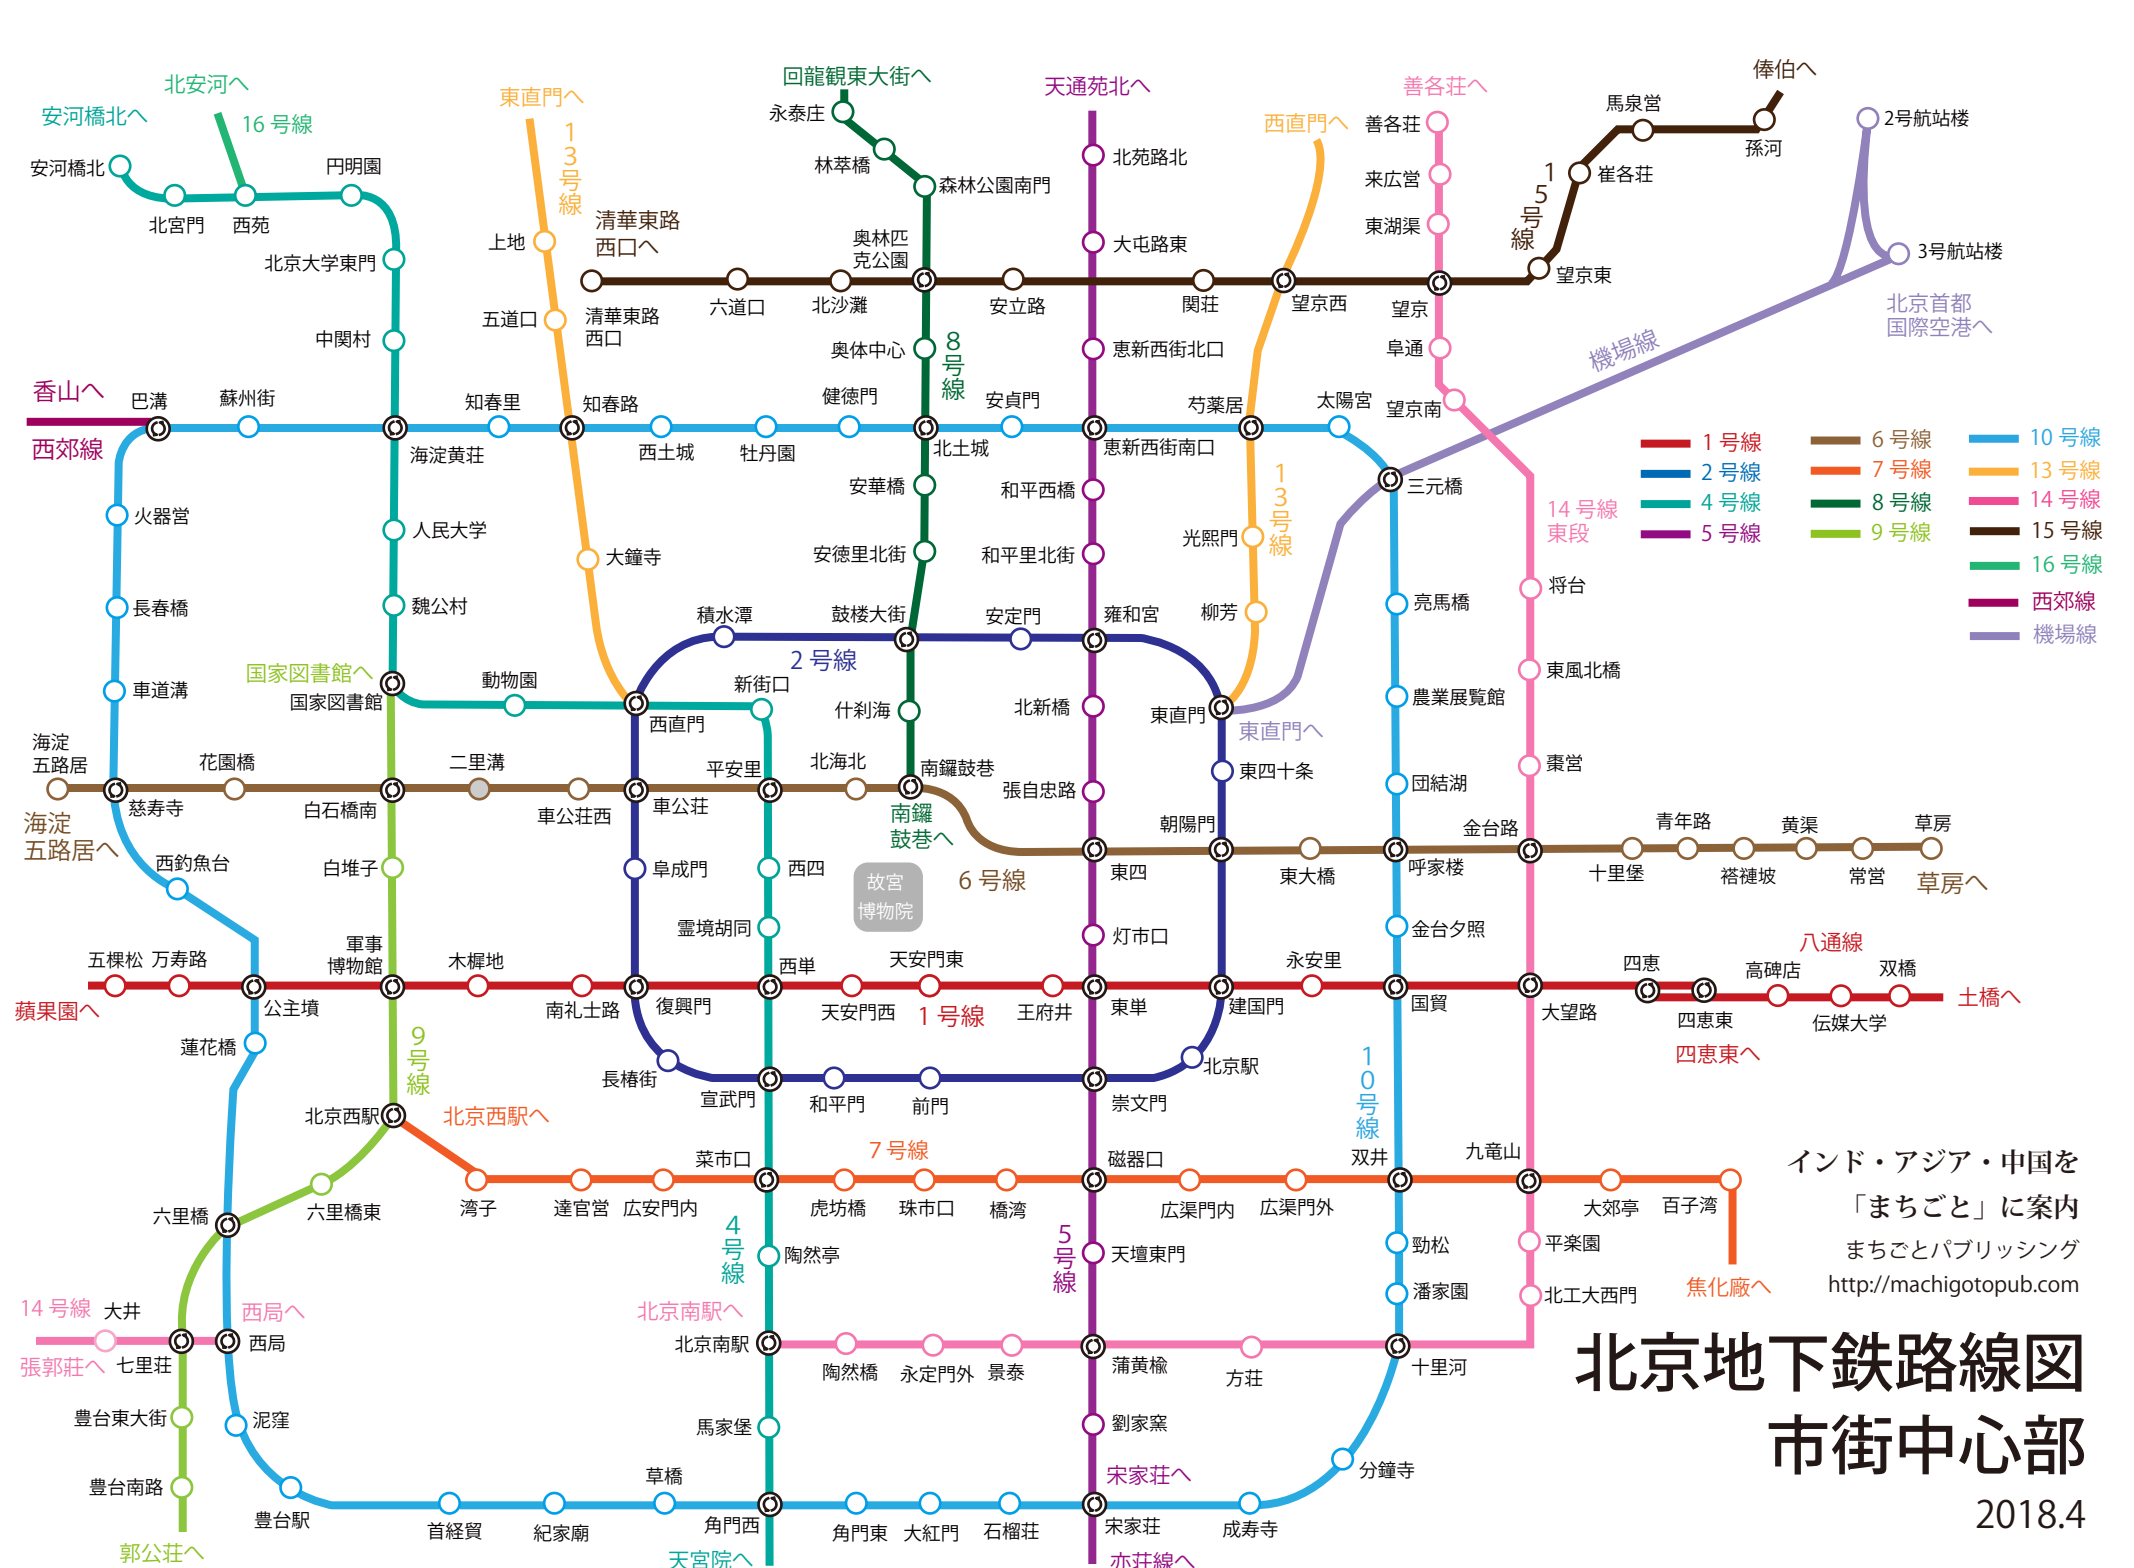 北安河へ
安河橋北へ
16 号線
安河橋北
北宮門
西苑
円明園
北京大学東門
中関村
東直門へ
13号線
上地
五道口
清華東路
西口へ
清華東路
西口
六道口
北沙灘
回龍観東大街へ
永泰庄
林萃橋
森林公園南門
奥林匹
克公園
奥体中心
8号線
安立路
天通苑北へ
北苑路北
大屯路東
恵新西街北口
関荘
西直門へ
望京西
善各荘へ
善各荘
来広営
東湖渠
望京
阜通
望京南
15号線
望京東
崔各荘
馬泉営
孫河
俸伯へ
2号航站楼
3号航站楼
北京首都
国際空港へ
機場線
香山へ
西郊線
巴溝
蘇州街
海淀黄荘
知春里
知春路
西土城
牡丹園
健徳門
北土城
安貞門
恵新西街南口
芍薬居
太陽宮
三元橋
1 号線
2 号線
4 号線
5 号線
6 号線
7 号線
8 号線
9 号線
10 号線
13 号線
14 号線
15 号線
16 号線
西郊線
機場線
火器営
長春橋
車道溝
人民大学
魏公村
大鐘寺
安華橋
安徳里北街
和平西橋
和平里北街
光熙門
13号線
柳芳
14 号線
東段
将台
東風北橋
棗営
亮馬橋
農業展覧館
団結湖
国家図書館へ
国家図書館
動物園
積水潭
2 号線
鼓楼大街
安定門
雍和宮
西直門
新街口
什刹海
北新橋
東直門
東直門へ
東四十条
海淀
五路居
海淀
五路居へ
慈寿寺
花園橋
白石橋南
二里溝
車公荘西
車公荘
平安里
北海北
南鑼鼓巷
南鑼
鼓巷へ
張自忠路
朝陽門
6 号線
東四
東大橋
呼家楼
金台路
十里堡
青年路
褡褳坡
黄渠
常営
草房
草房へ
西釣魚台
白堆子
阜成門
西四
故宮
博物院
霊境胡同
灯市口
金台夕照
蘋果園へ
五棵松
万寿路
公主墳
軍事
博物館
木樨地
南礼士路
復興門
西単
天安門西
天安門東
1 号線
王府井
東単
建国門
永安里
国貿
大望路
四恵
四恵東
四恵東へ
八通線
高碑店
伝媒大学
双橋
土橋へ
蓮花橋
9号線
長椿街
宣武門
和平門
前門
崇文門
北京駅
10号線
北京西駅
北京西駅へ
六里橋東
六里橋
湾子
達官営
広安門内
菜市口
虎坊橋
7 号線
珠市口
橋湾
磁器口
広渠門内
広渠門外
双井
九竜山
大郊亭
百子湾
焦化廠へ
4号線
陶然亭
5号線
天壇東門
勁松
潘家園
平楽園
北工大西門
14 号線
張郭荘へ
大井
七里荘
西局へ
西局
北京南駅へ
北京南駅
陶然橋
永定門外
景泰
蒲黄楡
方荘
十里河
豊台東大街
豊台南路
郭公荘へ
泥窪
豊台駅
首経貿
紀家廟
草橋
馬家堡
角門西
天宮院へ
角門東
大紅門
石榴荘
劉家窯
宋家荘へ
宋家荘
亦荘線へ
成寿寺
分鐘寺
インド・アジア・中国を
「まちごと」に案内
まちごとパブリッシング
http://machigotopub.com
北京地下鉄路線図
市街中心部
2018.4